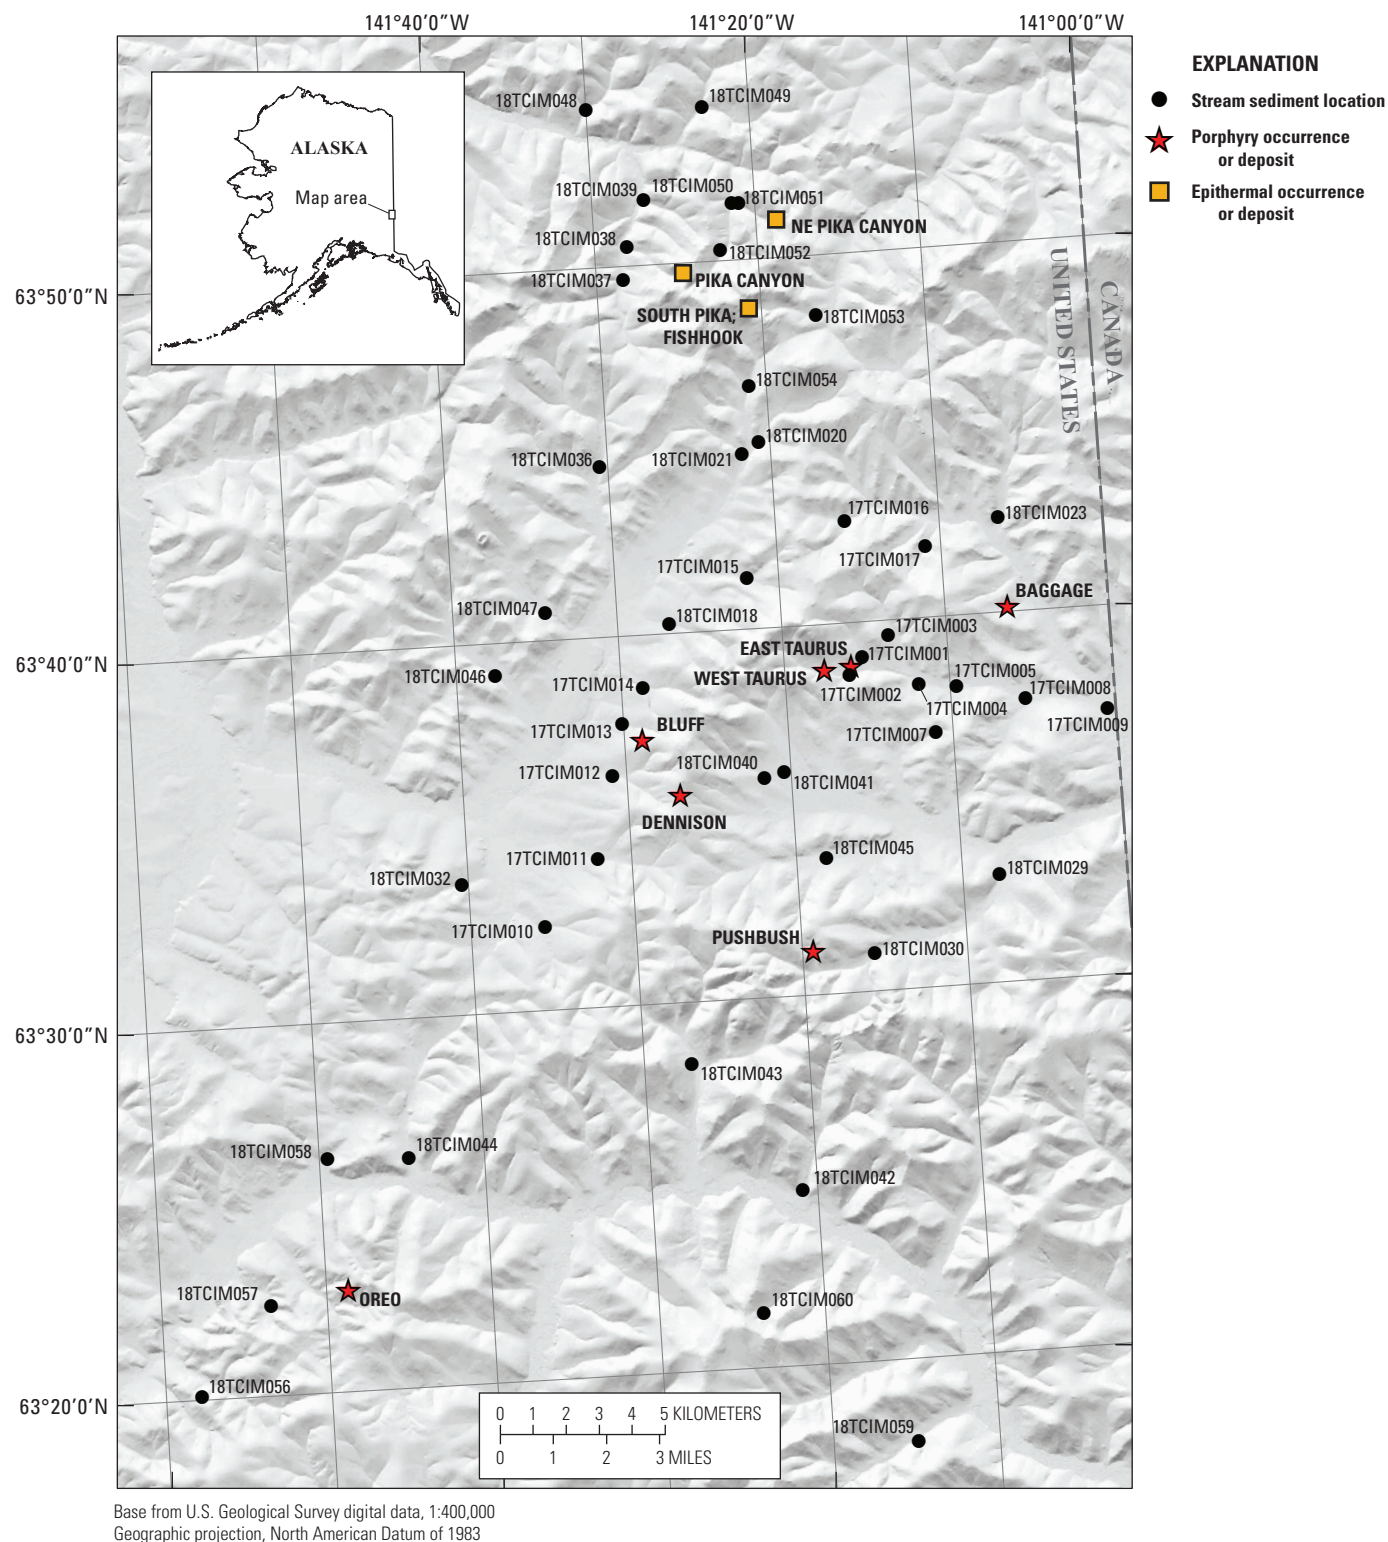 141°40’0”W
141°20’0”W
141°00’0”W
EXPLANATION
Stream sediment location
Porphyry occurrence
or deposit
Epithermal occurrence
or deposit
ALASKA
Map area
18TCIM048
18TCIM049
18TCIM039
18TCIM050
18TCIM051
NE PIKA CANYON
18TCIM038
18TCIM052
18TCIM037
PIKA CANYON
63°50’0”N
SOUTH PIKA;
FISHHOOK
18TCIM053
UNITED STATES
CANADA
18TCIM054
18TCIM020
18TCIM021
18TCIM036
17TCIM016
18TCIM023
17TCIM017
17TCIM015
BAGGAGE
18TCIM047
18TCIM018
17TCIM003
EAST TAURUS
17TCIM001
63°40’0”N
18TCIM046
WEST TAURUS
17TCIM005
17TCIM014
17TCIM002
17TCIM008
17TCIM004
17TCIM009
BLUFF
17TCIM013
17TCIM007
17TCIM012
18TCIM040
18TCIM041
DENNISON
17TCIM011
18TCIM045
18TCIM029
18TCIM032
17TCIM010
PUSHBUSH
18TCIM030
63°30’0”N
18TCIM043
18TCIM058
18TCIM044
18TCIM042
18TCIM057
OREO
18TCIM060
18TCIM056
63°20’0”N
18TCIM059
0 1 2 3 4 5 KILOMETERS
0 1 2 3 MILES
Base from U.S. Geological Survey digital data, 1:400,000
Geographic projection, North American Datum of 1983